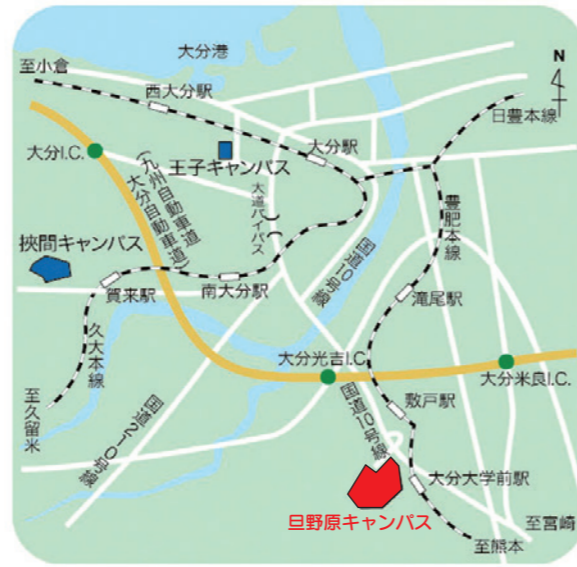 大分港
至小倉
N
西大分駅
大分駅
日豊本線
大分I.C.
王子キャンパス
(九州自動車道
大分自動車道)
大道バイパス
豊肥本線
挾間キャンパス
国道10号線
賀来駅
南大分駅
滝尾駅
久大本線
大分光吉I.C.
大分米良I.C.
至久留米
国道210号線
国道10号線
敷戸駅
大分大学前駅
旦野原キャンパス
至宮崎
至熊本